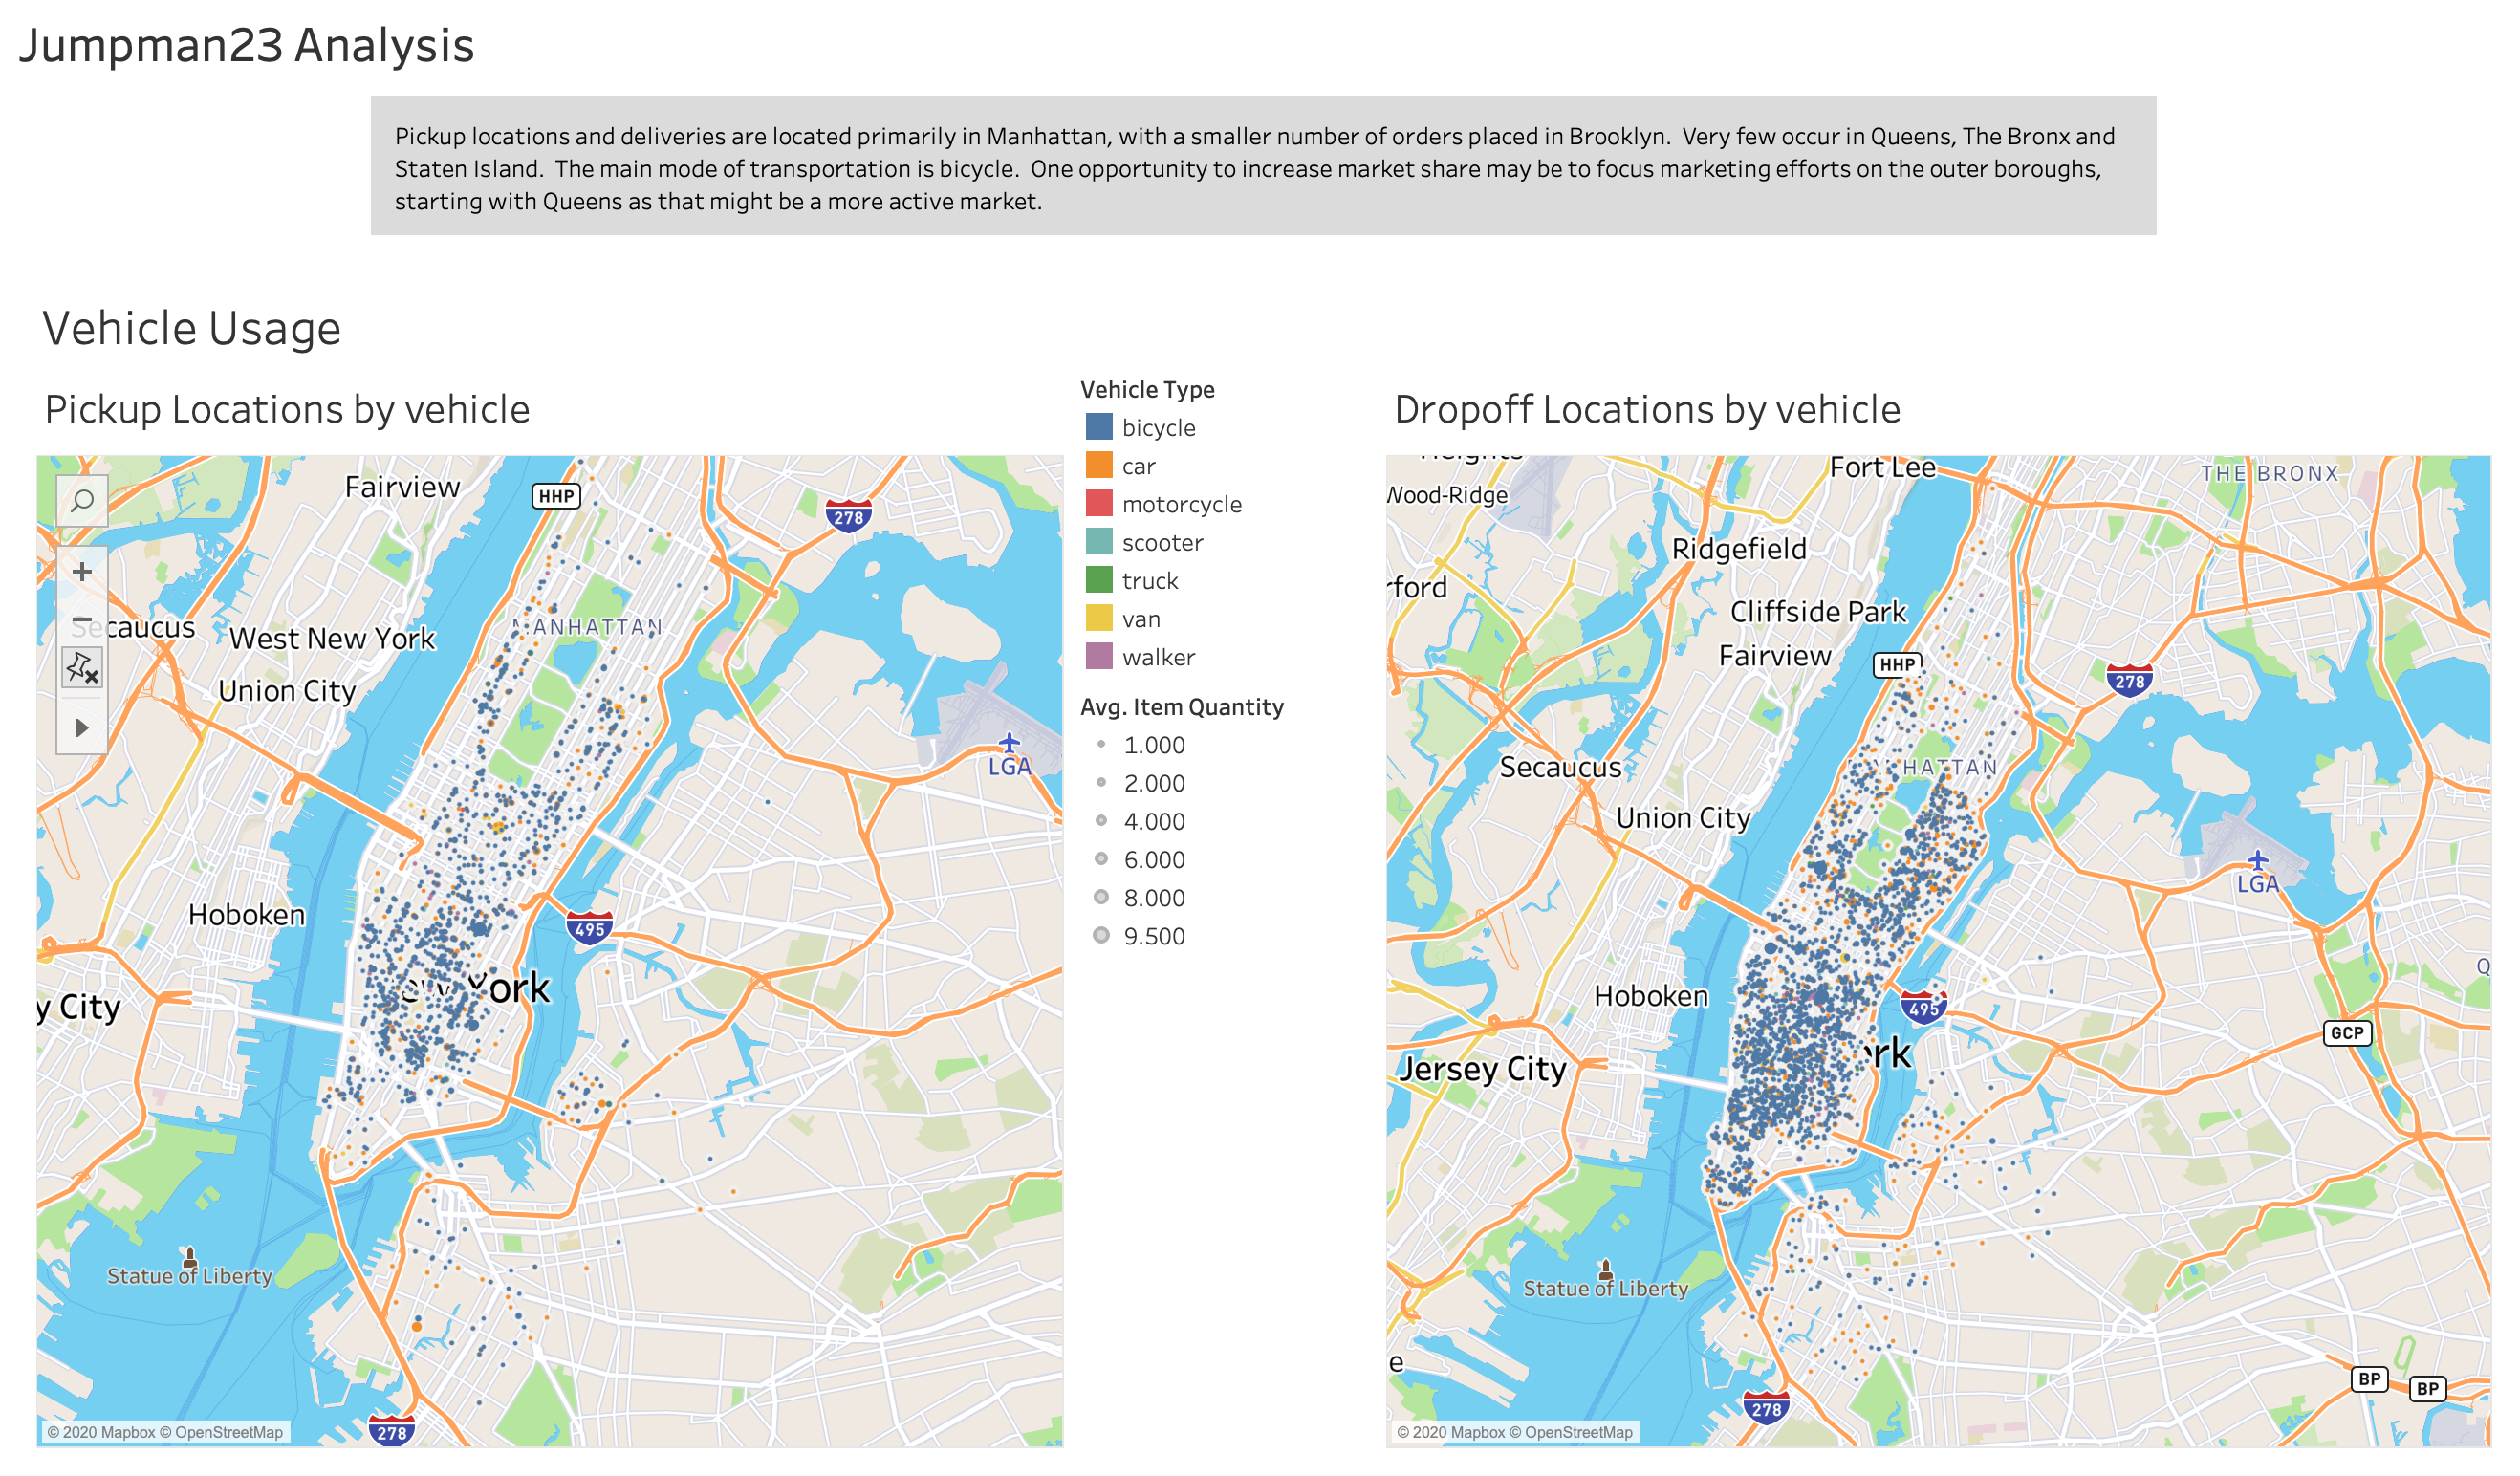 Jumpman23 Analysis
Pickup locations and deliveries are located primarily in Manhattan, with a smaller number of orders placed in Brooklyn.  Very few occur in Queens, The Bronx and
Staten Island.  The main mode of transportation is bicycle.  One opportunity to increase market share may be to focus marketing efforts on the outer boroughs,
starting with Queens as that might be a more active market.
Vehicle Usage
Pickup Locations by vehicle
Fairview
HHP
278
MANHATTAN
Secaucus
West New York
Union City
LGA
Hoboken
495
York
y City
Statue of Liberty
278
© 2020 Mapbox © OpenStreetMap
Vehicle Type
bicycle
car
motorcycle
scooter
truck
van
walker
Avg. Item Quantity
1.000
2.000
4.000
6.000
8.000
9.500
Dropoff Locations by vehicle
Heights
Fort Lee
THE BRONX
Wood-Ridge
Ridgefield
rford
Cliffside Park
Fairview
HHP
278
Secaucus
HATTAN
Union City
LGA
Q
Hoboken
495
GCP
rk
Jersey City
Statue of Liberty
e
BP
BP
278
© 2020 Mapbox © OpenStreetMap